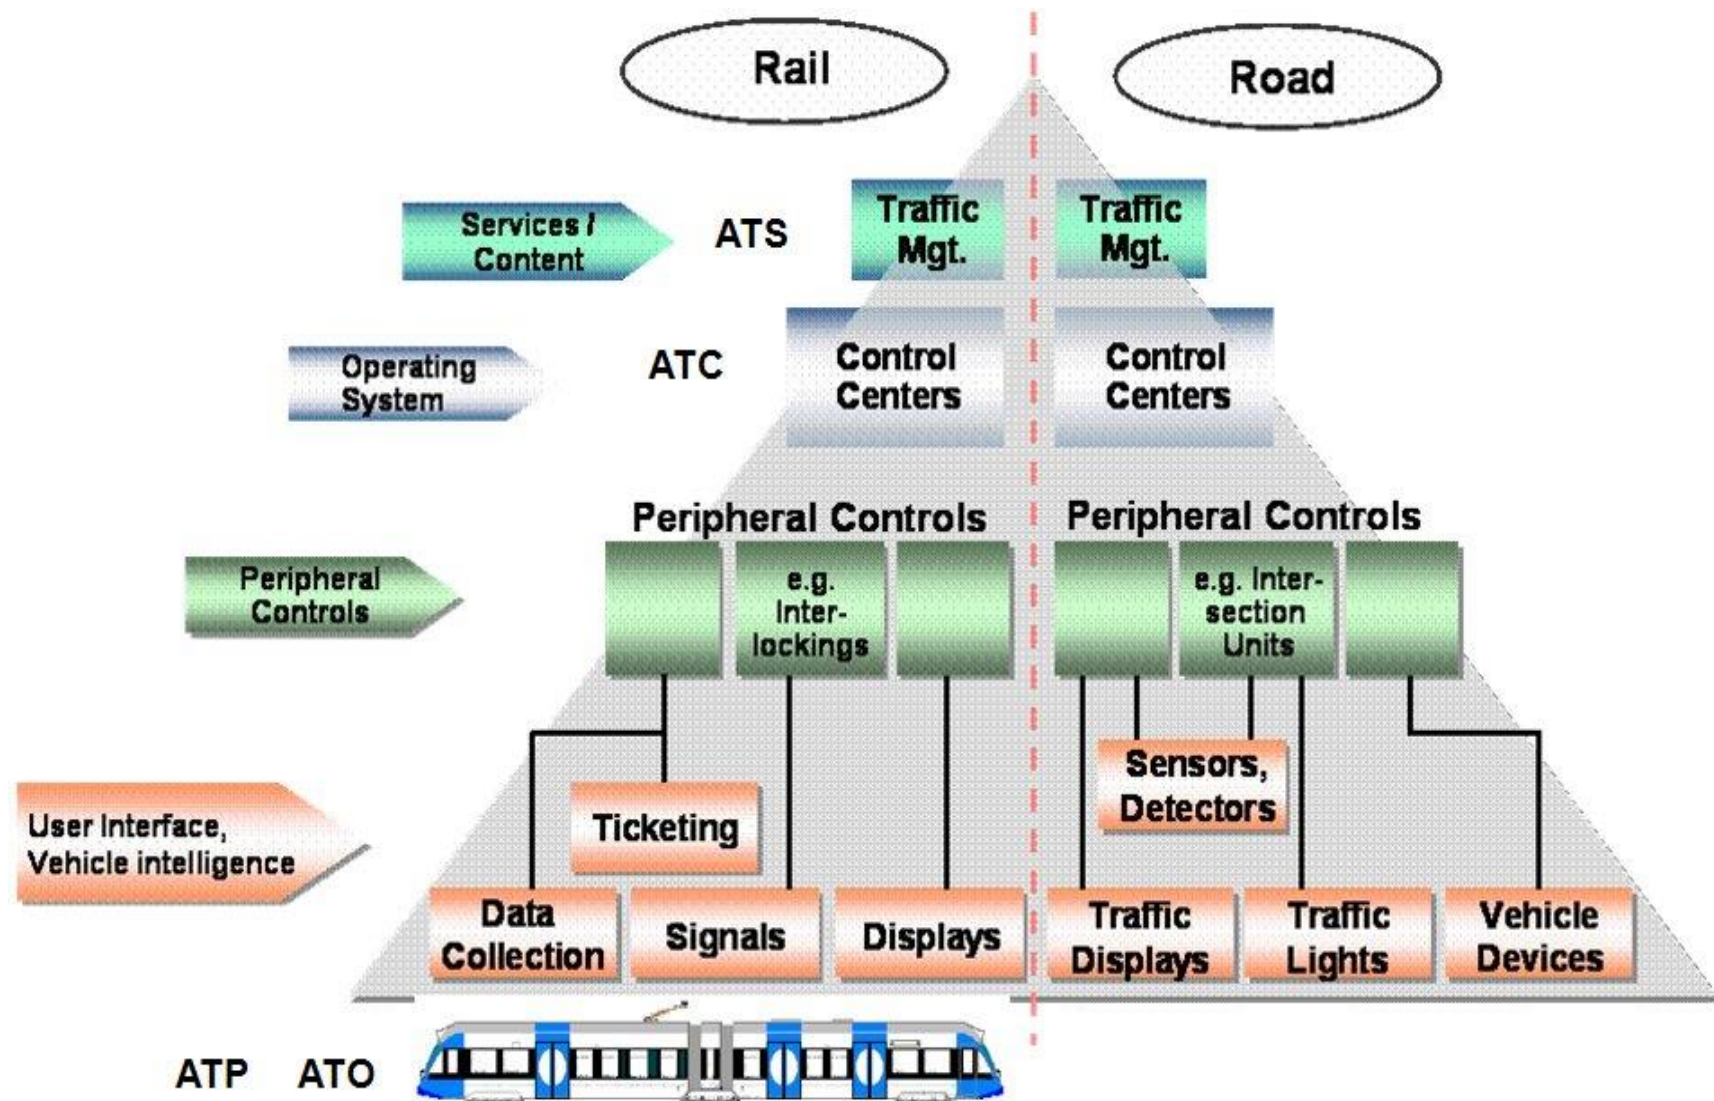 Rail
Road
Services /
Content
ATS
Traffic
Mgt.
Traffic
Mgt.
Operating
System
ATC
Control
Centers
Control
Centers
Peripheral Controls
Peripheral Controls
Peripheral
Controls
e.g.
Inter-
lockings
e.g. Inter-
section
Units
User Interface,
Vehicle intelligence
Ticketing
Sensors,
Detectors
Data
Collection
Signals
Displays
Traffic
Displays
Traffic
Lights
Vehicle
Devices
ATP
ATO